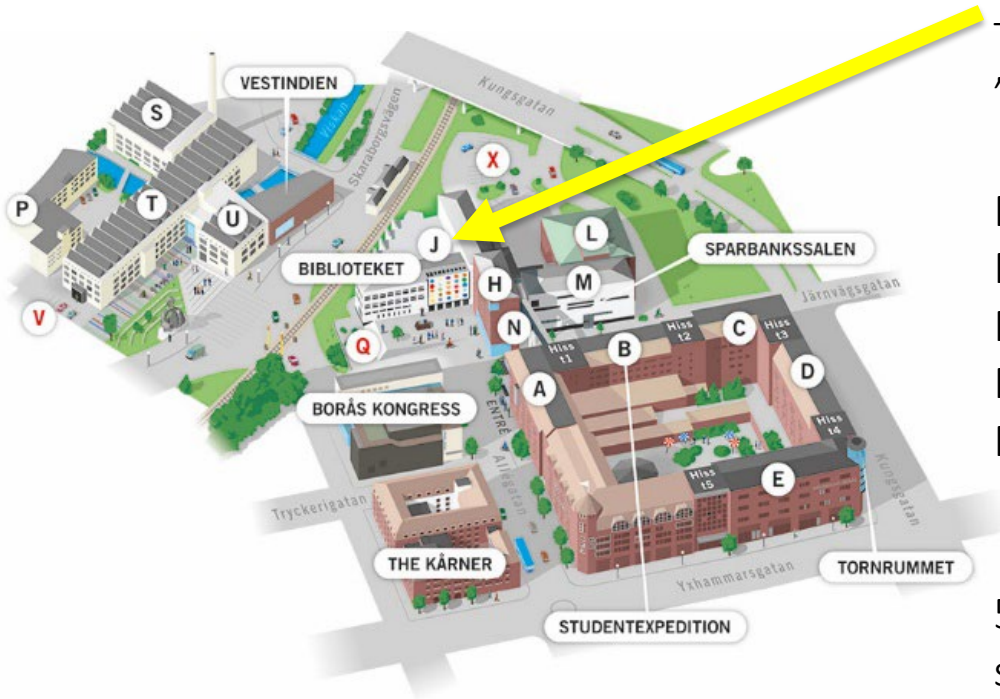 Kungsgatan
VESTINDIEN
Viskan
Skaraborgsvägen
S
X
P
T
U
J
L
BIBLIOTEKET
H
M
SPARBANKSSALEN
Järnvägsgatan
V
Q
N
Hiss
t1
B
Hiss
t2
C
Hiss
t3
A
D
BORÅS KONGRESS
ENTRÉ
Allégatan
Hiss
t4
Hiss
t5
E
Kungsgatan
Tryckerigatan
THE KÅRNER
Yxhammarsgatan
TORNRUMMET
STUDENTEXPEDITION